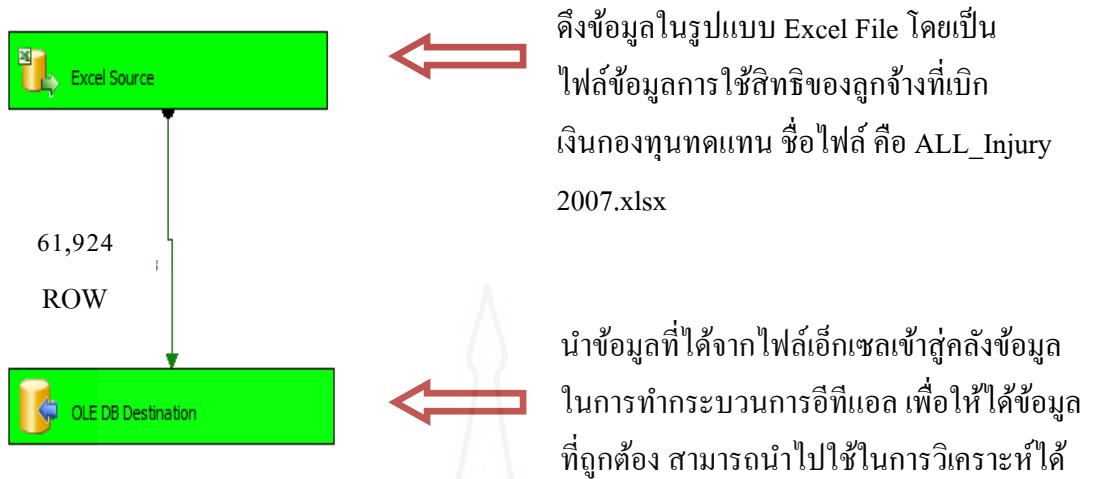 Excel Source
ดึงข้อมูลในรูปแบบ Excel File โดยเป็น
ไฟล์ข้อมูลการใช้สิทธิของลูกจ้างที่เบิก
เงินกองทุนทดแทน ชื่อไฟล์ คือ ALL_Injury
2007.xlsx
61,924
ROW
OLE DB Destination
นำข้อมูลที่ได้จากไฟล์เอ็กเซลเข้าสู่คลังข้อมูล
ในการทำกระบวนการอีทีแอล เพื่อให้ได้ข้อมูล
ที่ถูกต้อง สามารถนำไปใช้ในการวิเคราะห์ได้